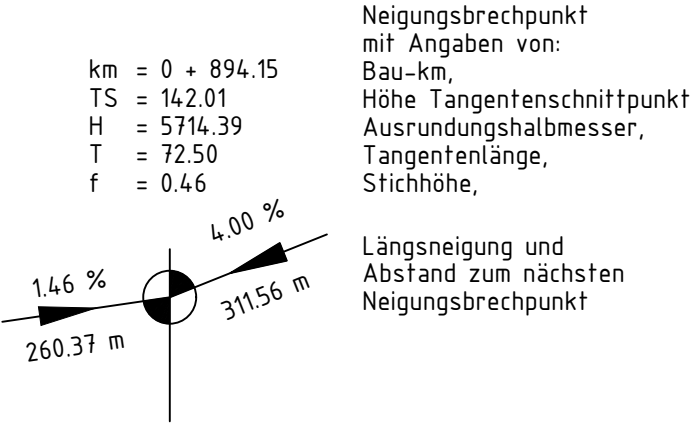 Neigungsbrechpunkt
mit Angaben von:
km = 0 + 894.15
Bau-km,
TS = 142.01
Höhe Tangentenschnittpunkt
H = 5714.39
Ausrundungshalbmesser,
T = 72.50
Tangentenlänge,
f = 0.46
Stichhöhe,
4.00 %
1.46 %
311.56 m
260.37 m
Längsneigung und
Abstand zum nächsten
Neigungsbrechpunkt